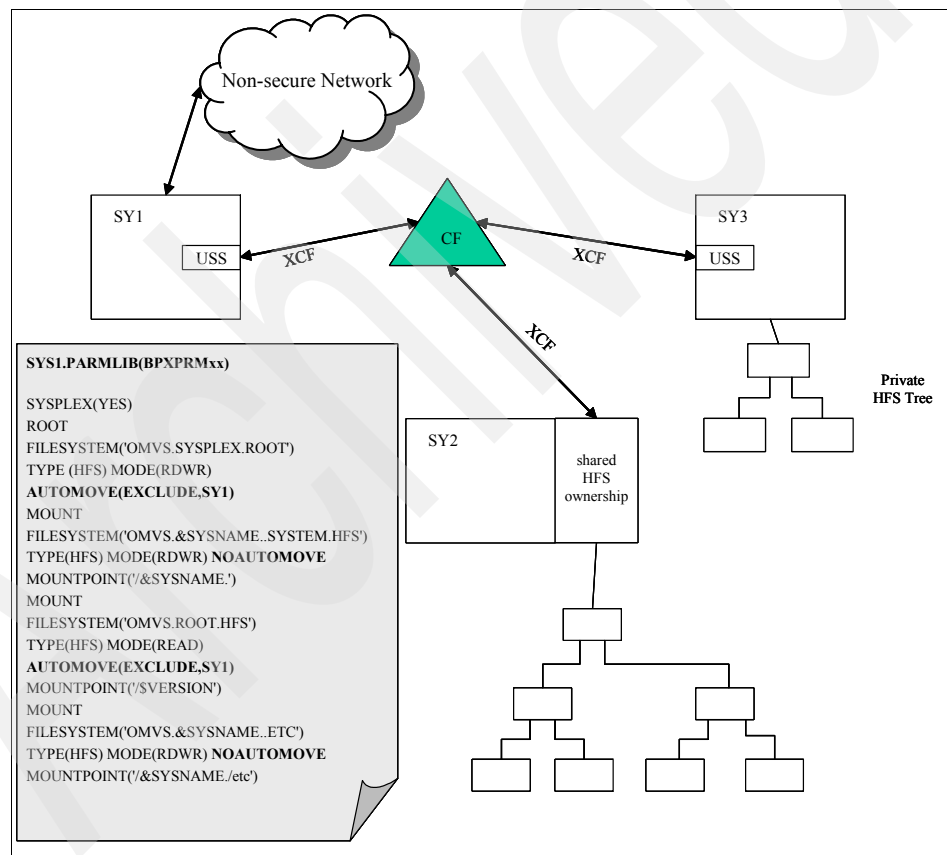 Non-secure Network
SY1
USS
XCF
CF
XCF
SY3
USS
XCF
Private
HFS Tree
SY2
shared
HFS
ownership
SYS1.PARMLIB(BPXPRMxx)
SYSPLEX(YES)
ROOT
FILESYSTEM('OMVS.SYSPLEX.ROOT')
TYPE (HFS) MODE(RDWR)
AUTOMOVE(EXCLUDE,SY1)
MOUNT
FILESYSTEM('OMVS.&SYSNAME..SYSTEM.HFS')
TYPE(HFS) MODE(RDWR) NOAUTOMOVE
MOUNTPOINT('/&SYSNAME.')
MOUNT
FILESYSTEM('OMVS.ROOT.HFS')
TYPE(HFS) MODE(READ)
AUTOMOVE(EXCLUDE,SY1)
MOUNTPOINT('/$VERSION')
MOUNT
FILESYSTEM('OMVS.&SYSNAME..ETC')
TYPE(HFS) MODE(RDWR) NOAUTOMOVE
MOUNTPOINT('/&SYSNAME./etc')